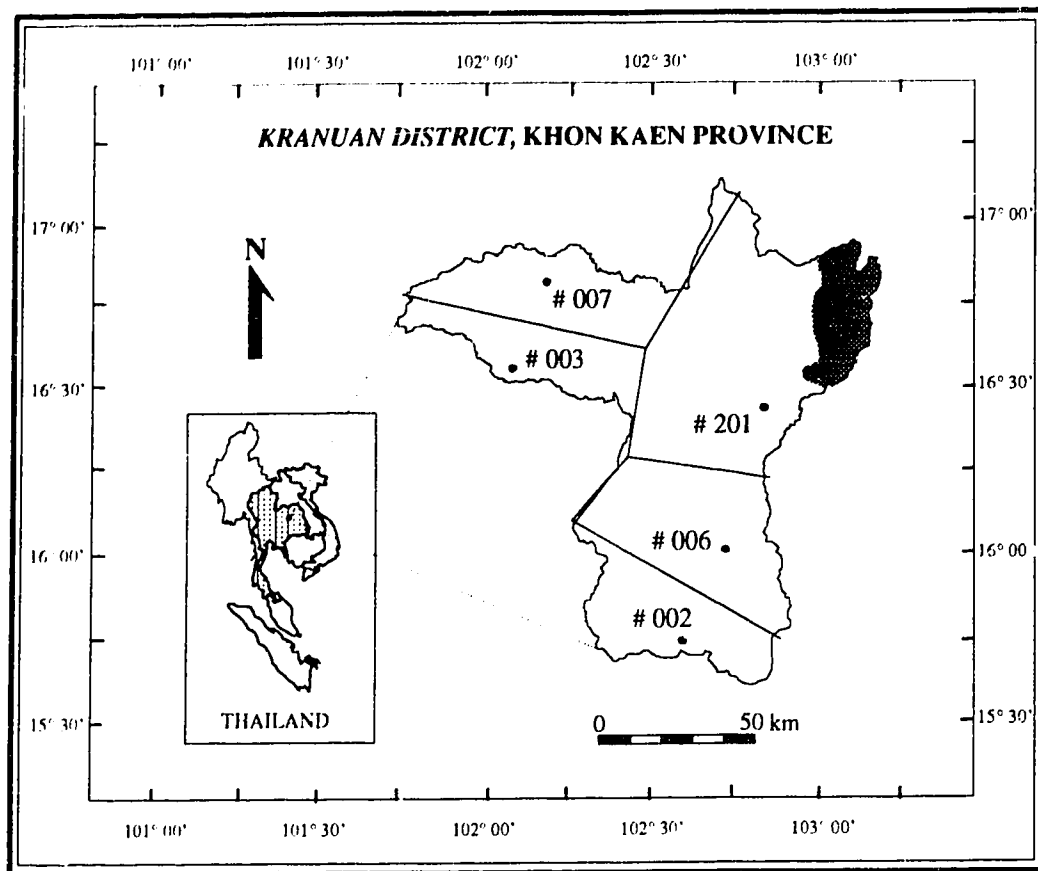 101° 00' 101° 30' 102° 00' 102° 30' 103° 00'
KRANUAN DISTRICT, KHON KAEN PROVINCE
17° 00' 17° 00'
N
# 007
# 003
16° 30' 16° 30'
# 201
16° 00' 16° 00'
# 006
# 002
THAILAND
0 50 km
15° 30' 15° 30'
101° 00' 101° 30' 102° 00' 102° 30' 103° 00'